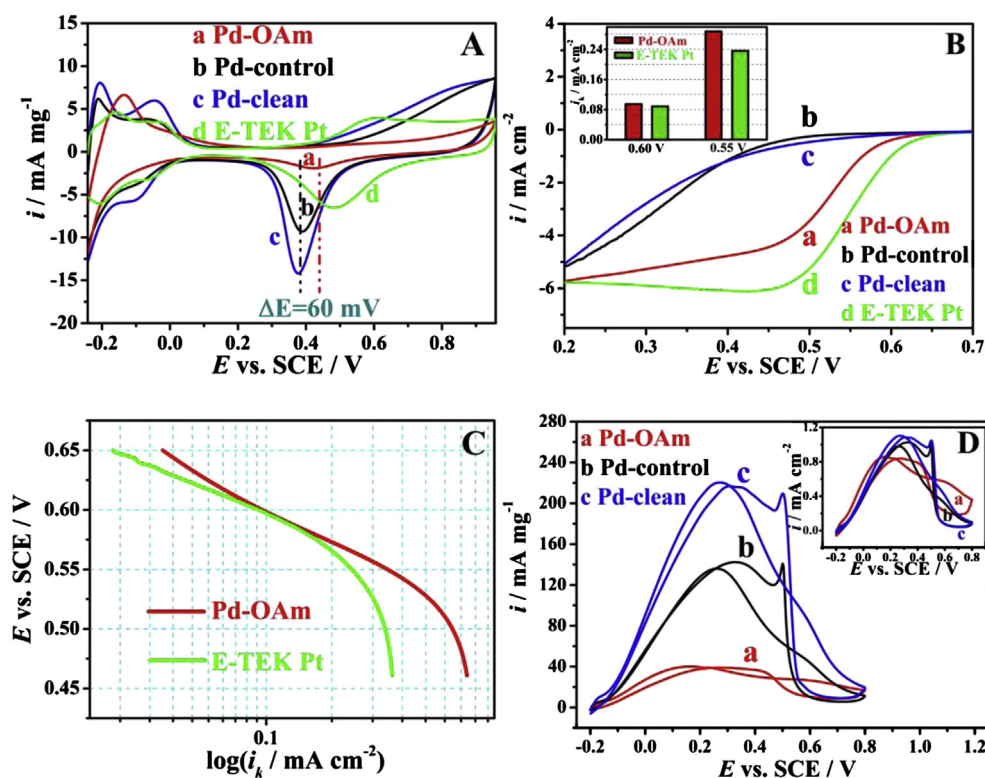 A
a Pd-OAm
b Pd-control
c Pd-clean
d E-TEK Pt
20
15
10
5
0
-5
-10
-15
-20
i / mA mg⁻¹
a
b
c
d
ΔE=60 mV
-0.2 0.0 0.2 0.4 0.6 0.8
E vs. SCE / V
B
0
-2
-4
-6
i / mA cm⁻²
Pd-OAm
E-TEK Pt
0.24
0.16
0.08
0.00
i_k / mA cm⁻²
0.60 V 0.55 V
b
c
a
d
a Pd-OAm
b Pd-control
c Pd-clean
d E-TEK Pt
0.2 0.3 0.4 0.5 0.6 0.7
E vs. SCE / V
C
0.65
0.60
0.55
0.50
0.45
E vs. SCE / V
Pd-OAm
E-TEK Pt
0.1
log(i_k / mA cm⁻²)
D
a Pd-OAm
b Pd-control
c Pd-clean
280
240
200
160
120
80
40
0
i / mA mg⁻¹
c
b
a
-0.2 0.0 0.2 0.4 0.6 0.8 1.0 1.2
E vs. SCE / V
1.2
0.8
0.4
0.0
i / mA cm⁻²
a
b
c
-0.2 0.0 0.2 0.4 0.6 0.8
E vs. SCE / V